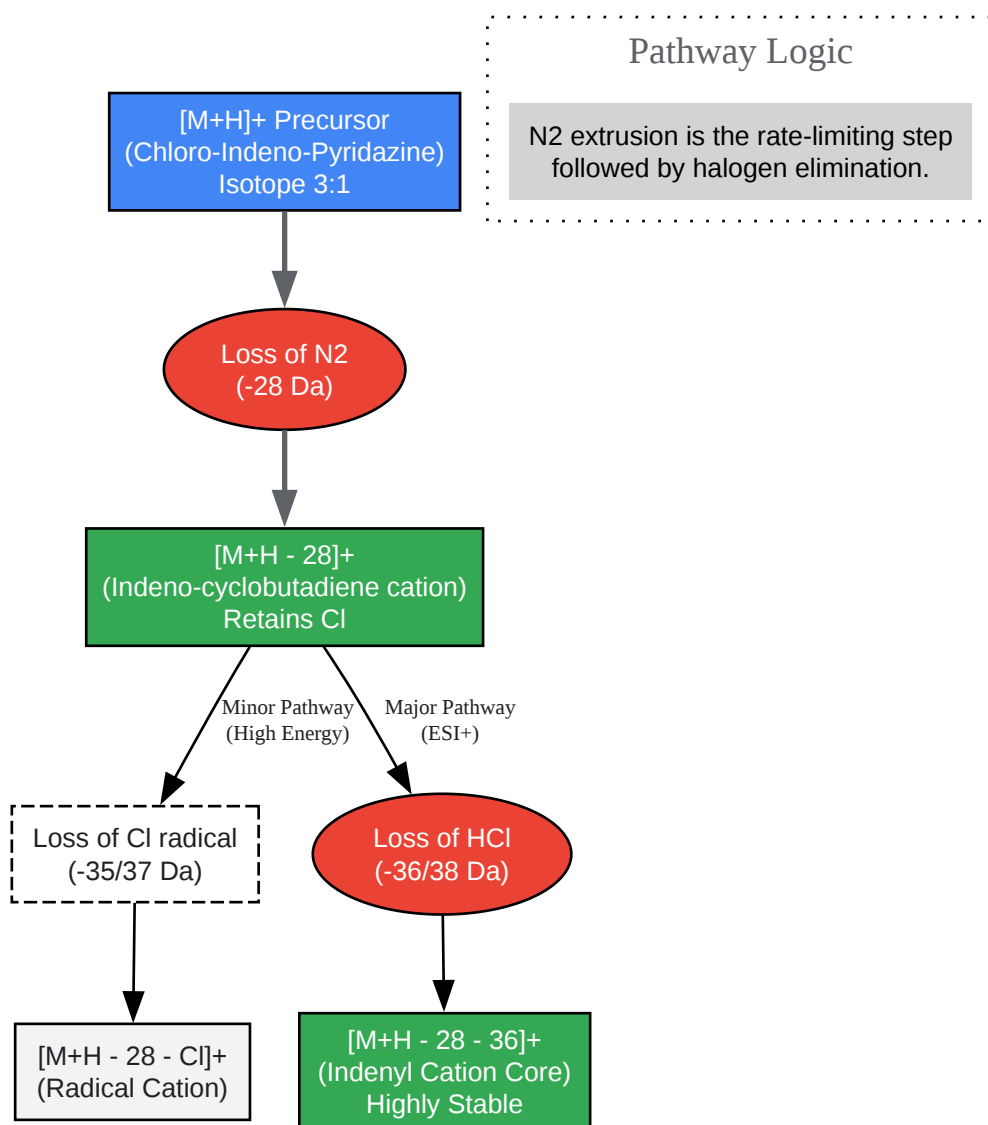 Pathway Logic
N2 extrusion is the rate-limiting step
followed by halogen elimination.
[M+H]+ Precursor
(Chloro-Indeno-Pyridazine)
Isotope 3:1
Loss of N2
(-28 Da)
[M+H - 28]+
(Indeno-cyclobutadiene cation)
Retains Cl
Minor Pathway
(High Energy)
Major Pathway
(ESI+)
Loss of Cl radical
(-35/37 Da)
Loss of HCl
(-36/38 Da)
[M+H - 28 - Cl]+
(Radical Cation)
[M+H - 28 - 36]+
(Indenyl Cation Core)
Highly Stable